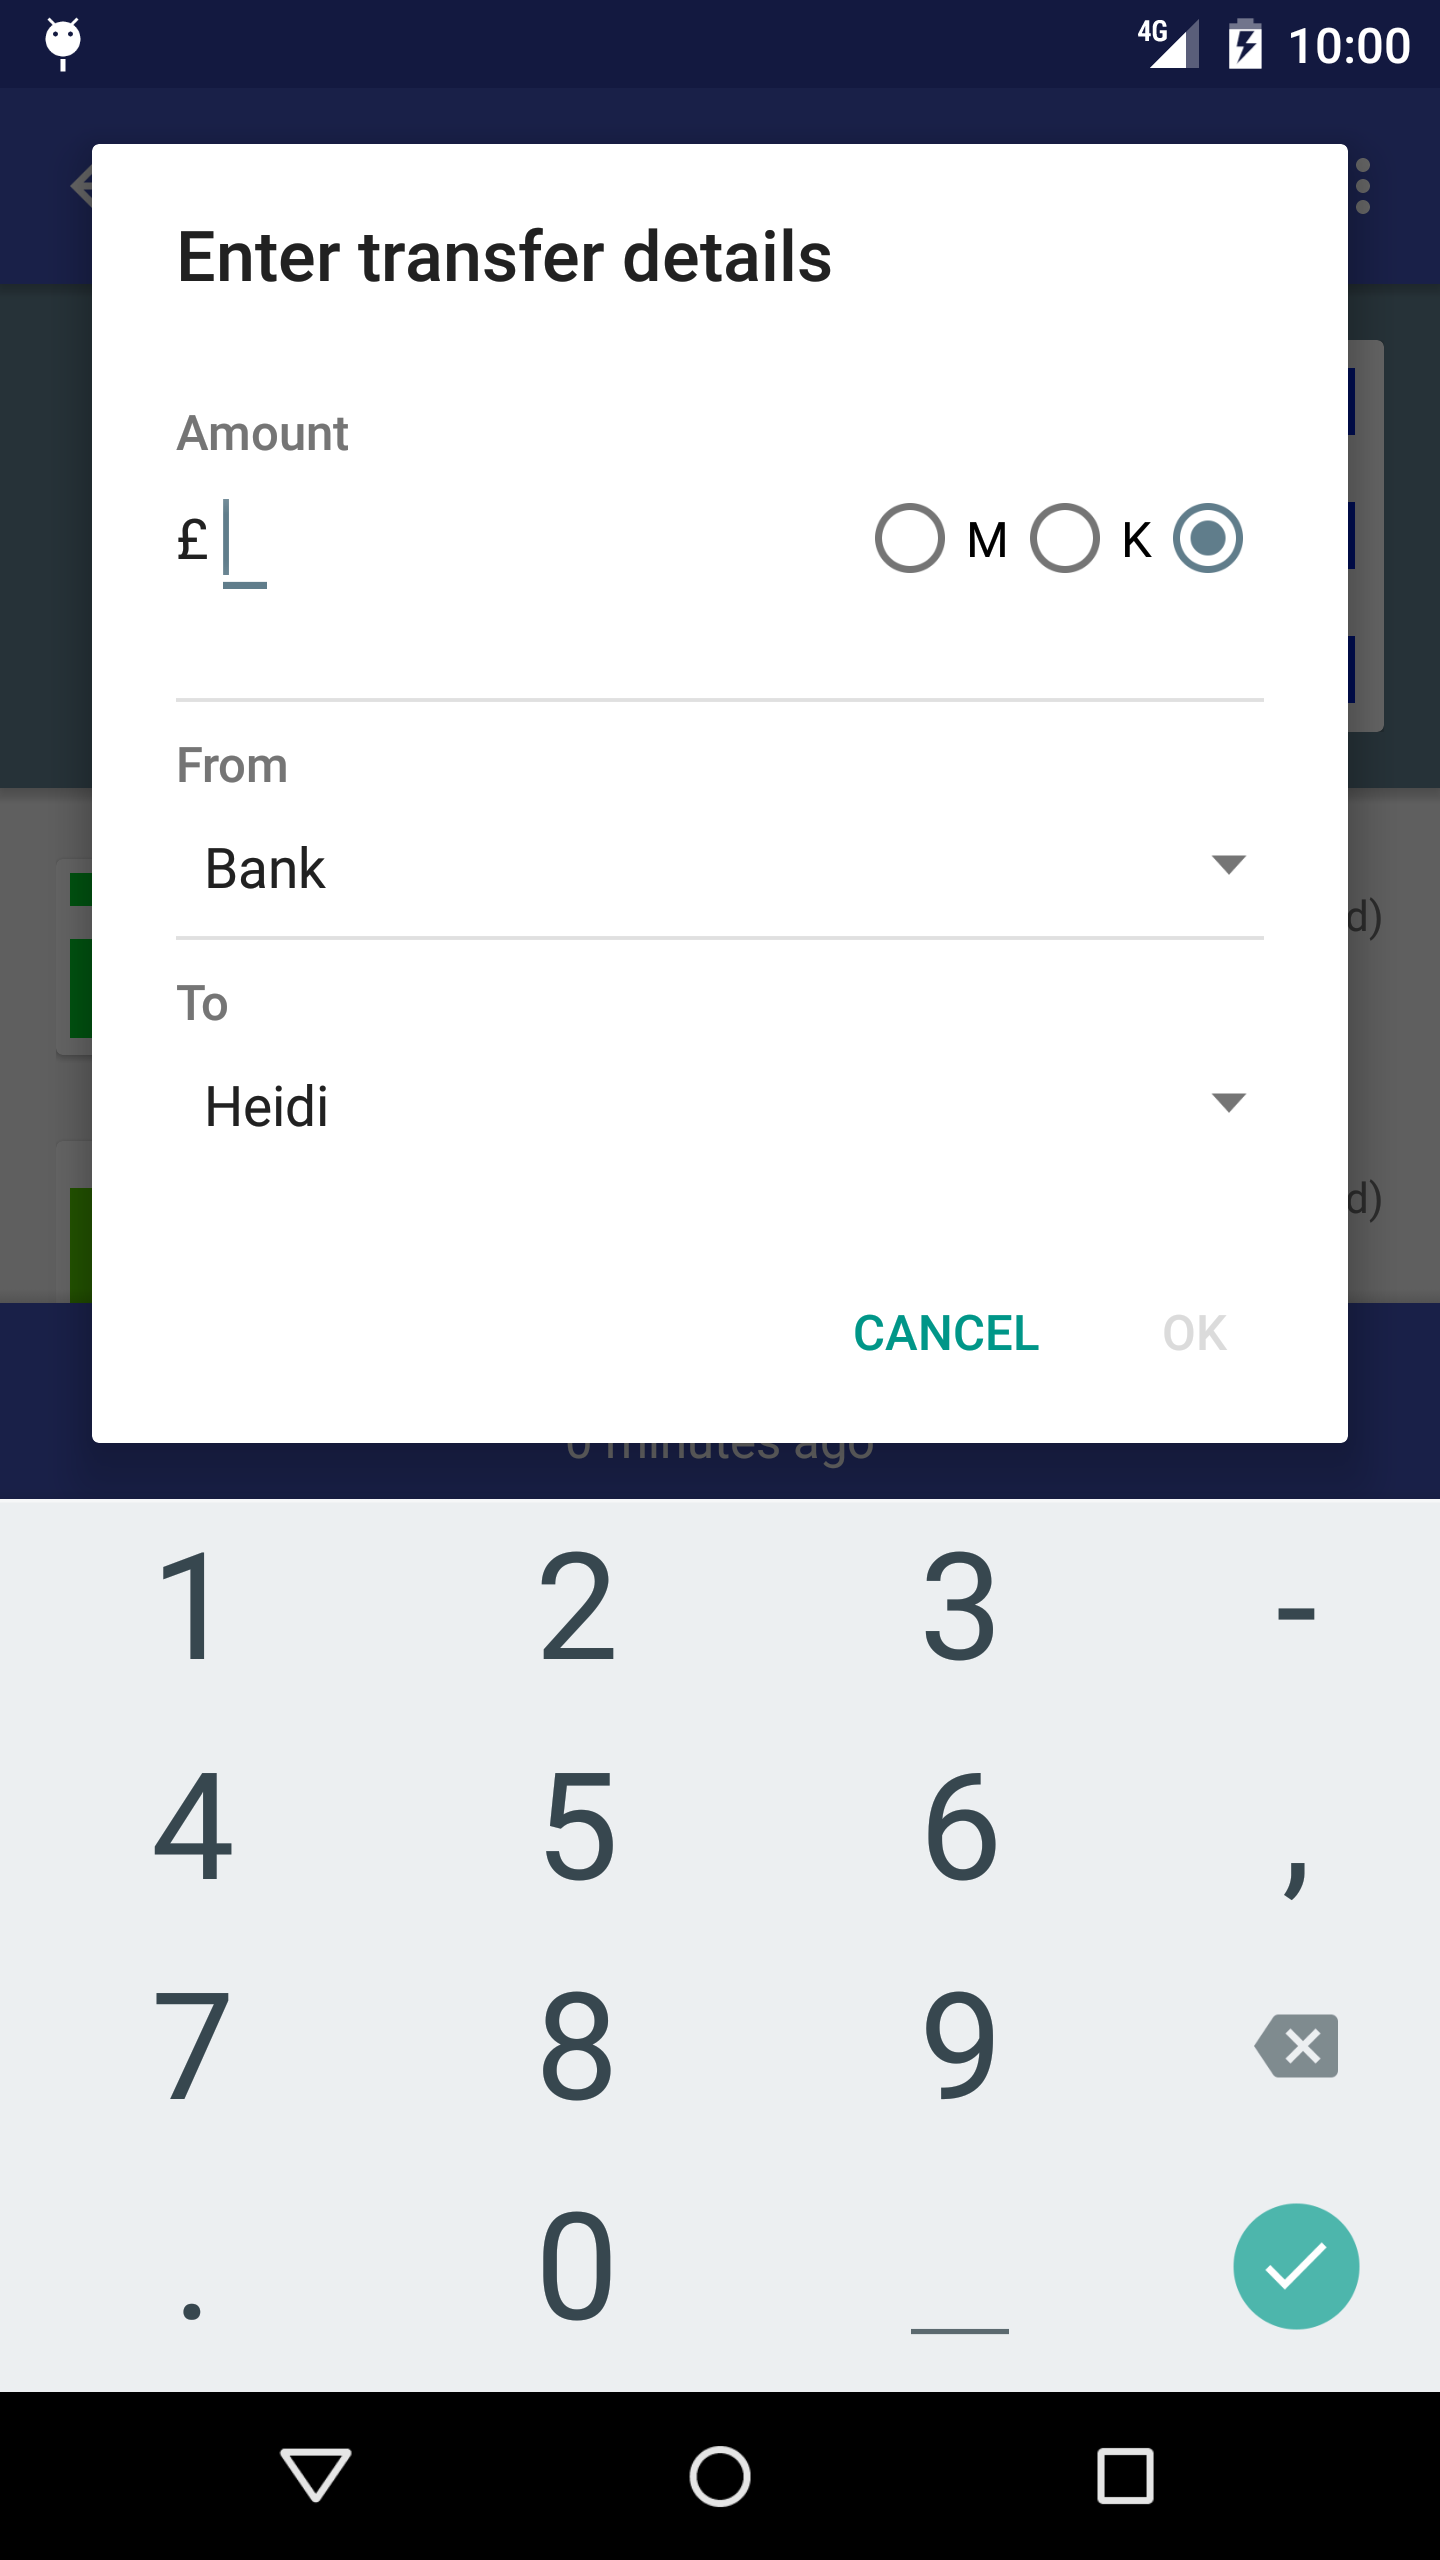 4G 10:00
Enter transfer details
Amount
£ M K
From
Bank
d)
To
Heidi
d)
CANCEL OK
0 minutes ago
1 2 3 -
4 5 6 ,
7 8 9
. 0 _